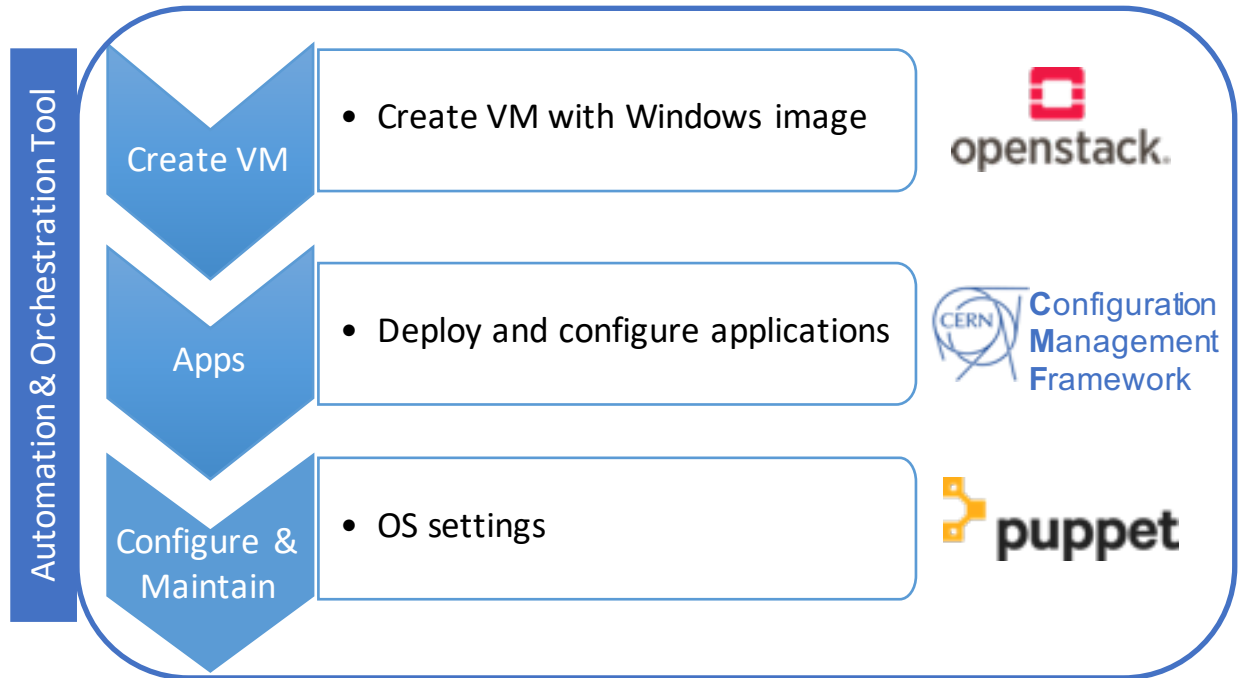 Automation & Orchestration Tool
Create VM
• Create VM with Windows image
openstack.
Apps
• Deploy and configure applications
CERN
Configuration
Management
Framework
Configure &
Maintain
• OS settings
puppet